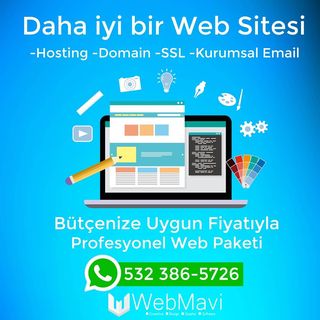 Daha iyi bir Web Sitesi
-Hosting -Domain -SSL -Kurumsal Email
Bütçenize Uygun Fiyatıyla
Profesyonel Web Paketi
532 386-5726
WebMavi